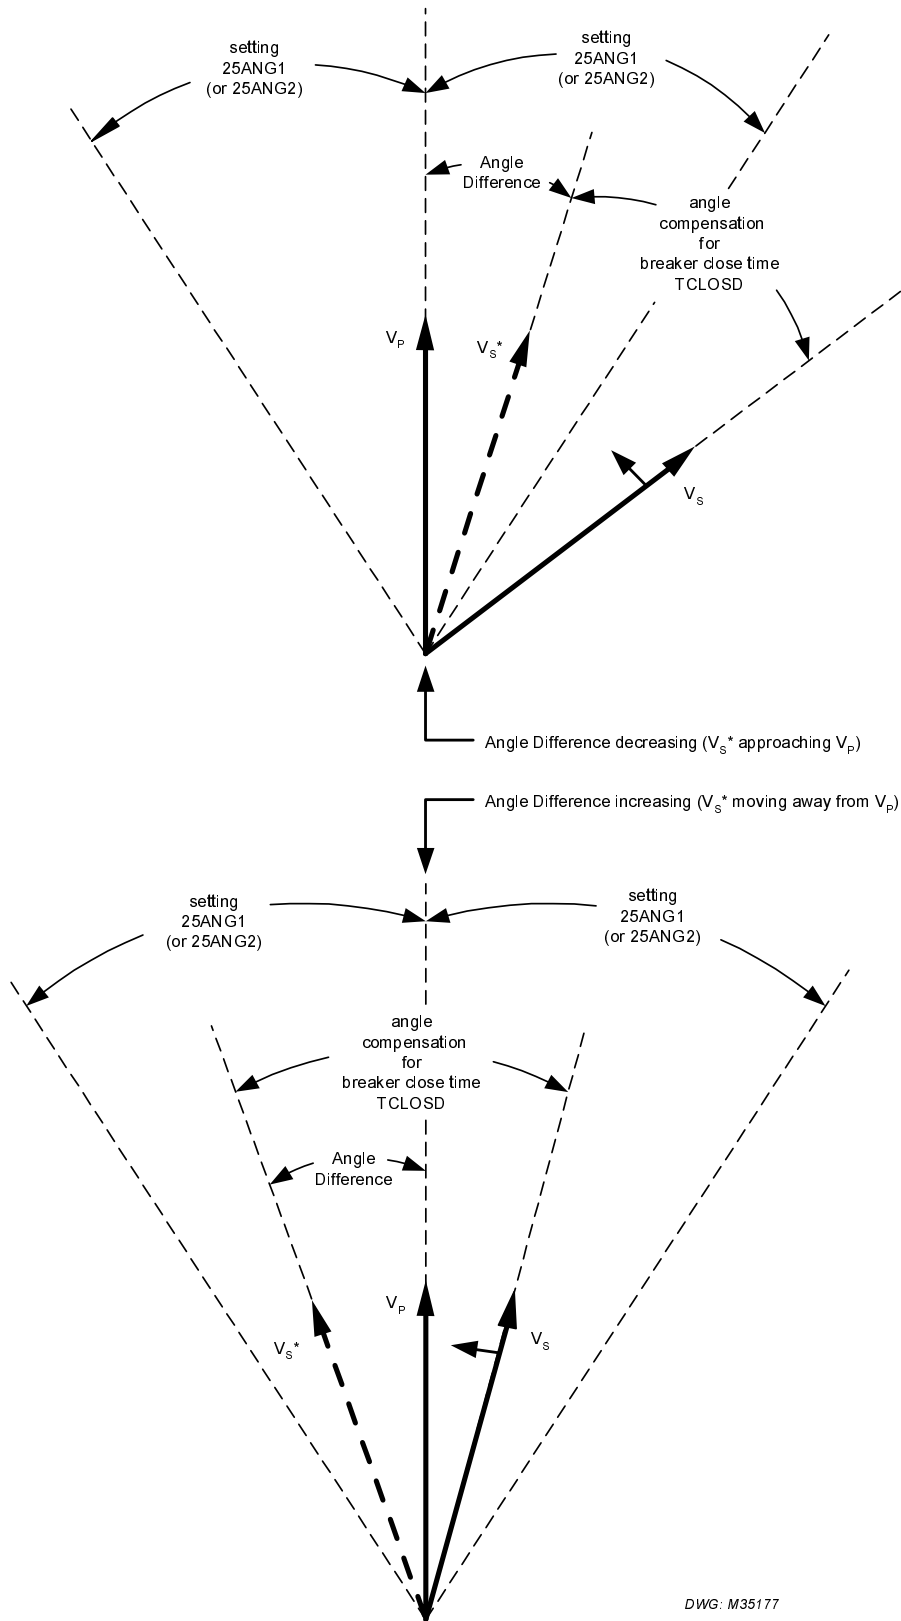 setting
25ANG1
(or 25ANG2)
setting
25ANG1
(or 25ANG2)
Angle
Difference
angle
compensation
for
breaker close time
TCLOSD
VP
VS*
VS
Angle Difference decreasing (VS* approaching VP)
Angle Difference increasing (VS* moving away from VP)
setting
25ANG1
(or 25ANG2)
setting
25ANG1
(or 25ANG2)
angle
compensation
for
breaker close time
TCLOSD
Angle
Difference
VP
VS*
VS
DWG: M35177